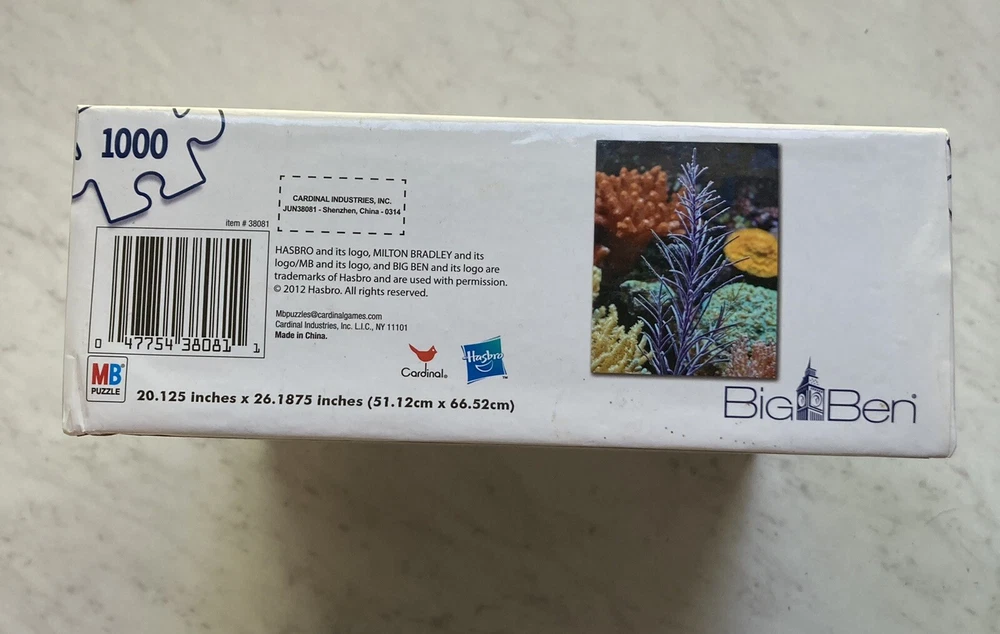 1000
CARDINAL INDUSTRIES, INC.
JUN38081 - Shenzhen, China - 0314
item # 38081
HASBRO and its logo, MILTON BRADLEY and its
logo/MB and its logo, and BIG BEN and its logo are
trademarks of Hasbro and are used with permission.
© 2012 Hasbro. All rights reserved.
Mbpuzzles@cardinalgames.com
Cardinal Industries, Inc. L.I.C., NY 11101
Made in China.
0 47754 38081 1
Cardinal®
Hasbro™
MB®
PUZZLE
20.125 inches x 26.1875 inches (51.12cm x 66.52cm)
Big Ben®